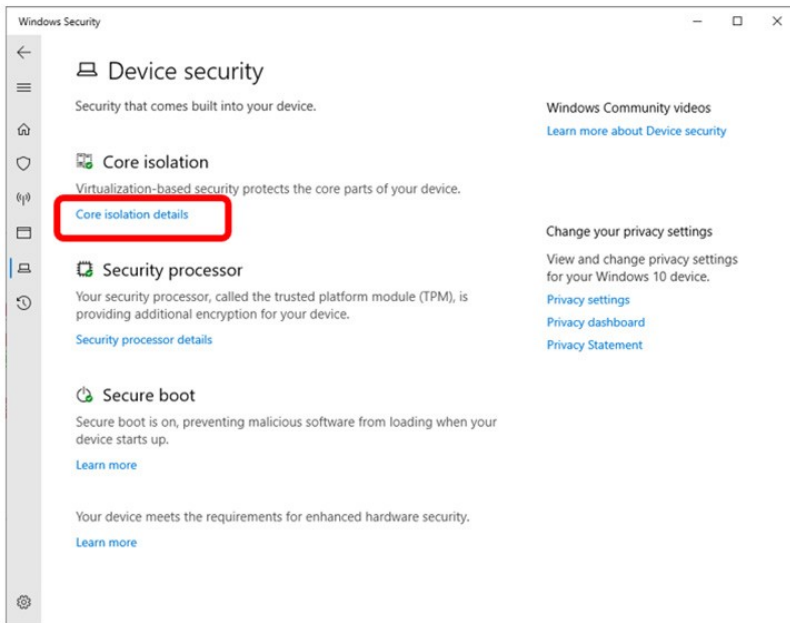 Windows Security
Device security
Security that comes built into your device.
Core isolation
Virtualization-based security protects the core parts of your device.
Core isolation details
Security processor
Your security processor, called the trusted platform module (TPM), is
providing additional encryption for your device.
Security processor details
Secure boot
Secure boot is on, preventing malicious software from loading when your
device starts up.
Learn more
Your device meets the requirements for enhanced hardware security.
Learn more
Windows Community videos
Learn more about Device security
Change your privacy settings
View and change privacy settings
for your Windows 10 device.
Privacy settings
Privacy dashboard
Privacy Statement